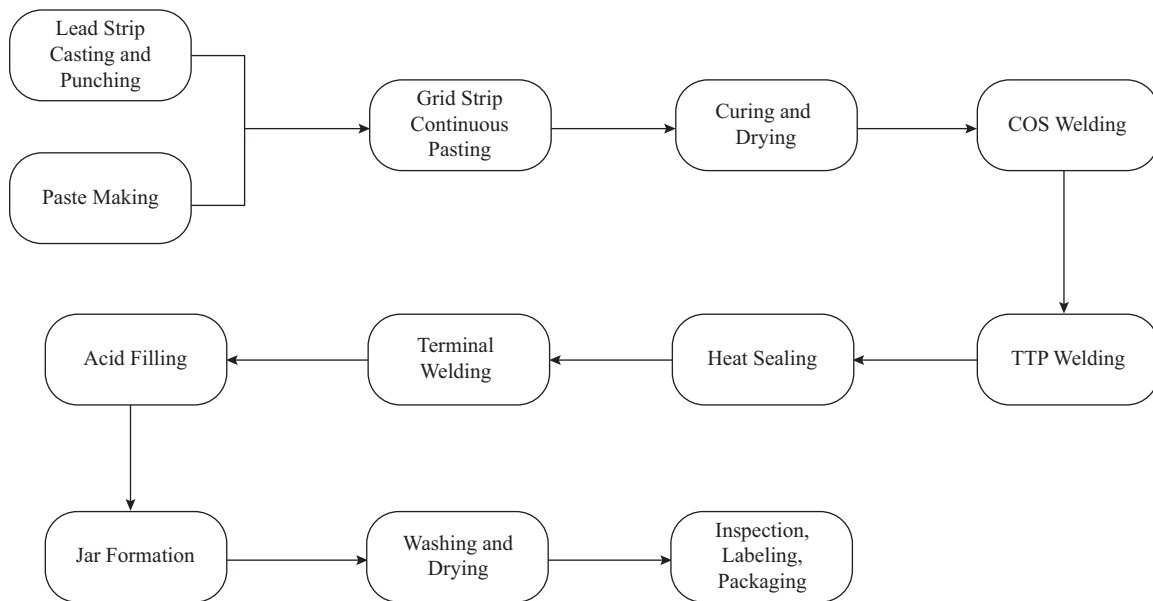 Lead Strip
Casting and
Punching
Paste Making
Grid Strip
Continuous
Pasting
Curing and
Drying
COS Welding
TTP Welding
Heat Sealing
Terminal
Welding
Acid Filling
Jar Formation
Washing and
Drying
Inspection,
Labeling,
Packaging